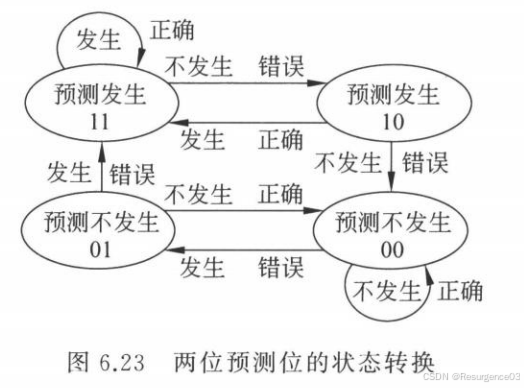 发生 正确
不发生 错误
预测发生
11
预测发生
10
发生 正确
不发生 错误
发生 错误
不发生 正确
预测不发生
01
预测不发生
00
发生 错误
不发生 正确
图 6.23 两位预测位的状态转换
CSDN @Resurgence03